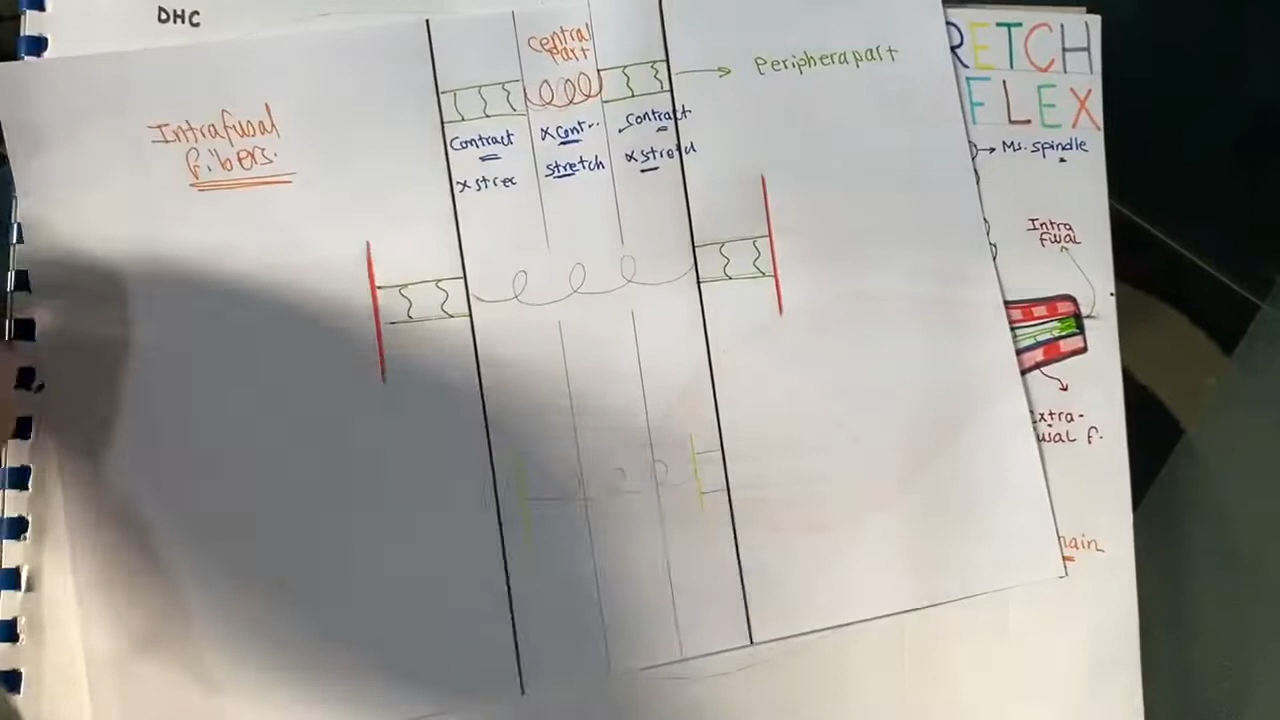 DHC
Intrafusal
fibers.
central
part
Peripherapart
Contract
x strec
x cont..
stretch
contract
x stretch
RETCH
FLEX
Ms. spindle
Intra
fusal
Extra-
usal f.
hain